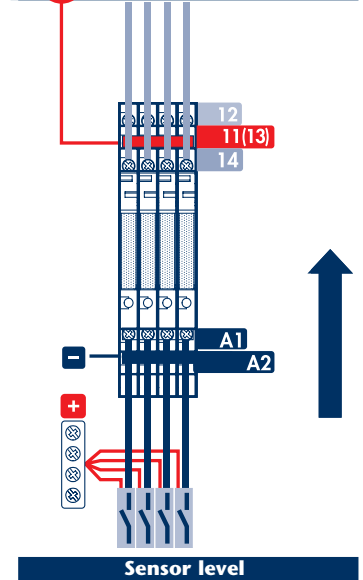 12
11(13)
14
A1
A2
−
+
Sensor level